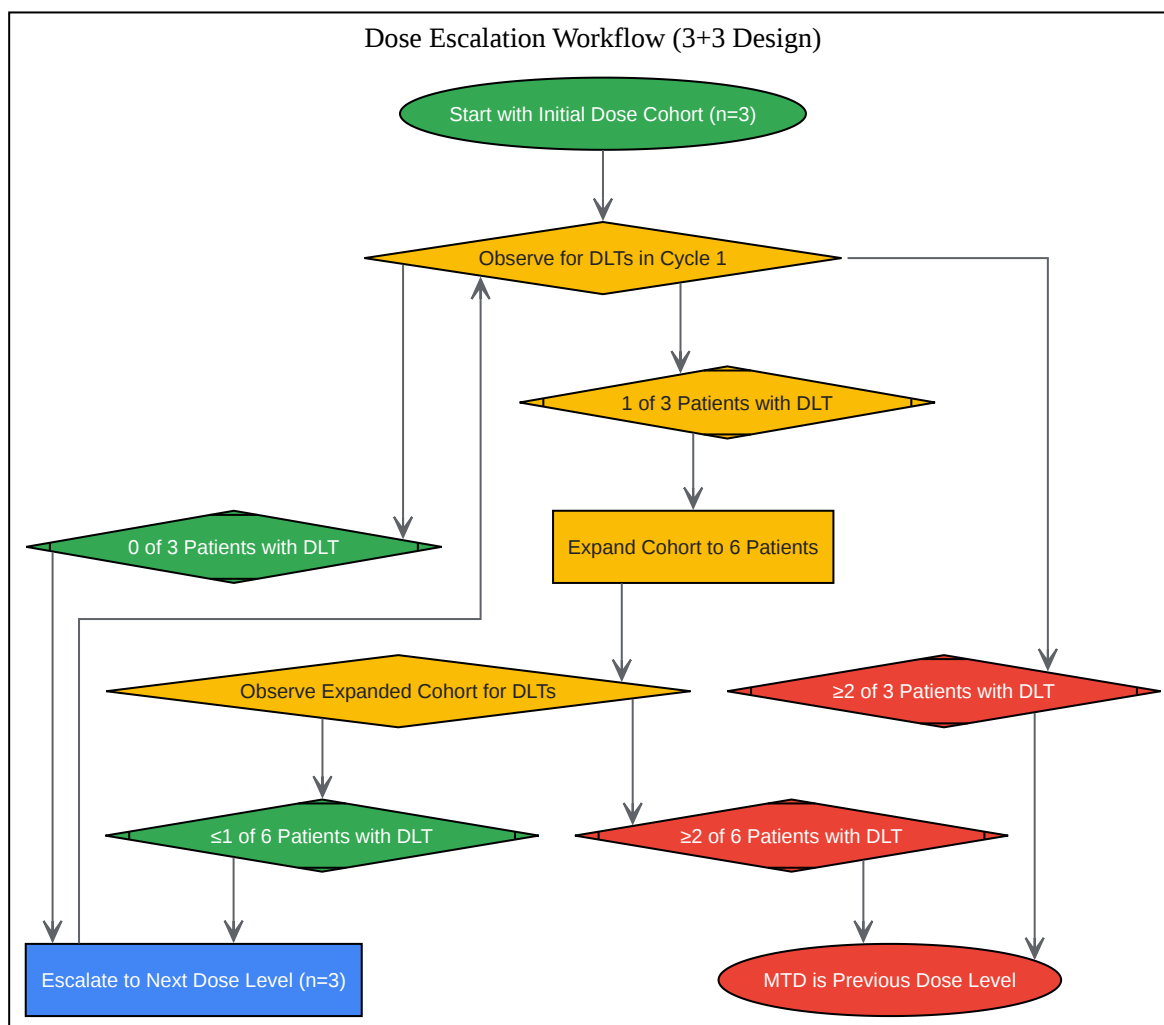 Dose Escalation Workflow (3+3 Design)
Start with Initial Dose Cohort (n=3)
Observe for DLTs in Cycle 1
1 of 3 Patients with DLT
0 of 3 Patients with DLT
Expand Cohort to 6 Patients
Observe Expanded Cohort for DLTs
≥2 of 3 Patients with DLT
≤1 of 6 Patients with DLT
≥2 of 6 Patients with DLT
Escalate to Next Dose Level (n=3)
MTD is Previous Dose Level